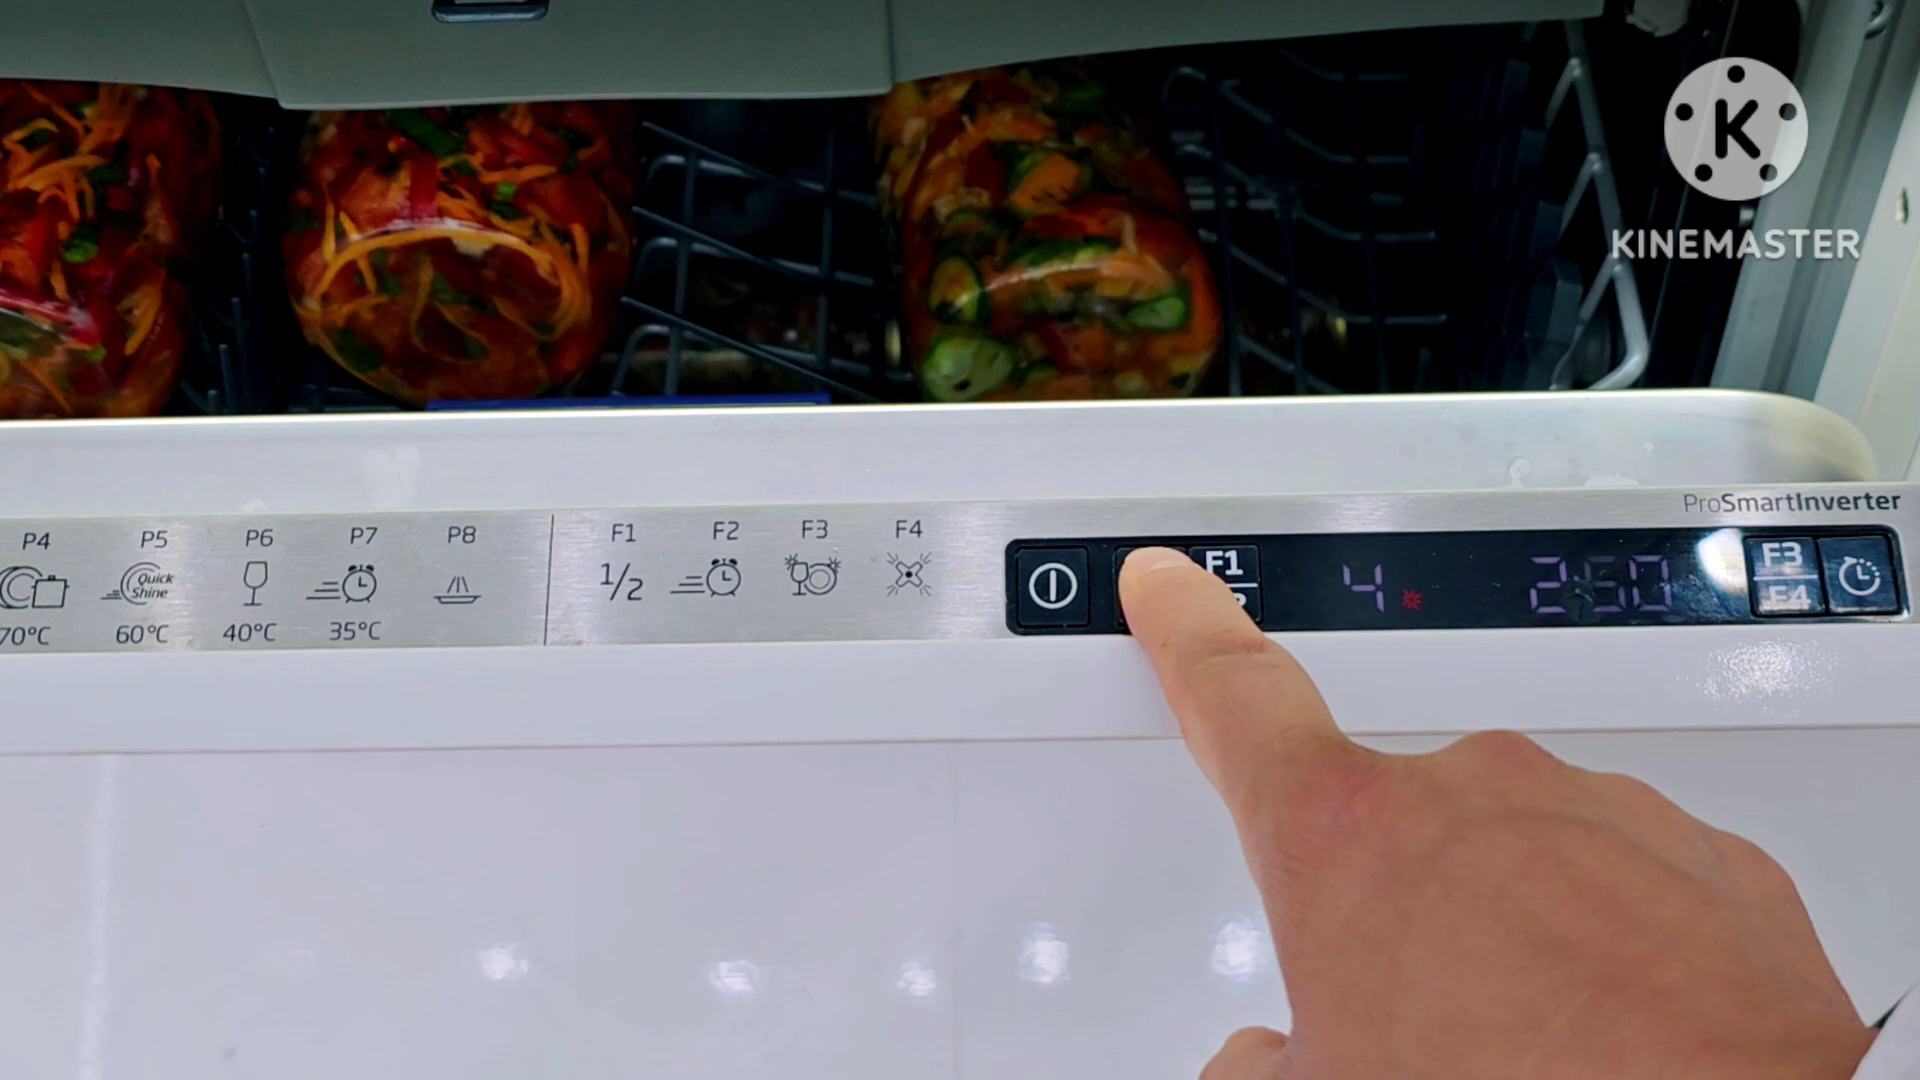 K
KINEMASTER
ProSmartInverter
P4 P5 P6 P7 P8 F1 F2 F3 F4
Quick
Shine
1/2
70°C 60°C 40°C 35°C
F1
4 2:50
F3
F4